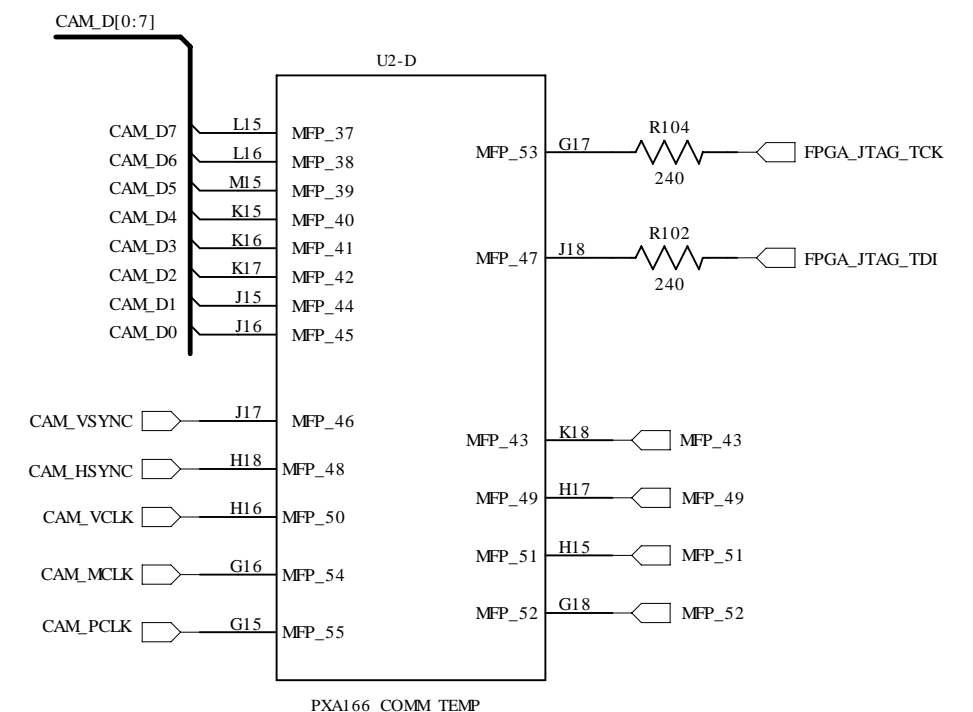 CAM_D[0:7]
U2-D
CAM_D7 L15 MFP_37
CAM_D6 L16 MFP_38
CAM_D5 M15 MFP_39
CAM_D4 K15 MFP_40
CAM_D3 K16 MFP_41
CAM_D2 K17 MFP_42
CAM_D1 J15 MFP_44
CAM_D0 J16 MFP_45
CAM_VSYNC J17 MFP_46
CAM_HSYNC H18 MFP_48
CAM_VCLK H16 MFP_50
CAM_MCLK G16 MFP_54
CAM_PCLK G15 MFP_55
R104
MFP_53 G17 FPGA_JTAG_TCK
240
R102
MFP_47 J18 FPGA_JTAG_TDI
240
MFP_43 K18 MFP_43
MFP_49 H17 MFP_49
MFP_51 H15 MFP_51
MFP_52 G18 MFP_52
PXA166_COMM_TEMP